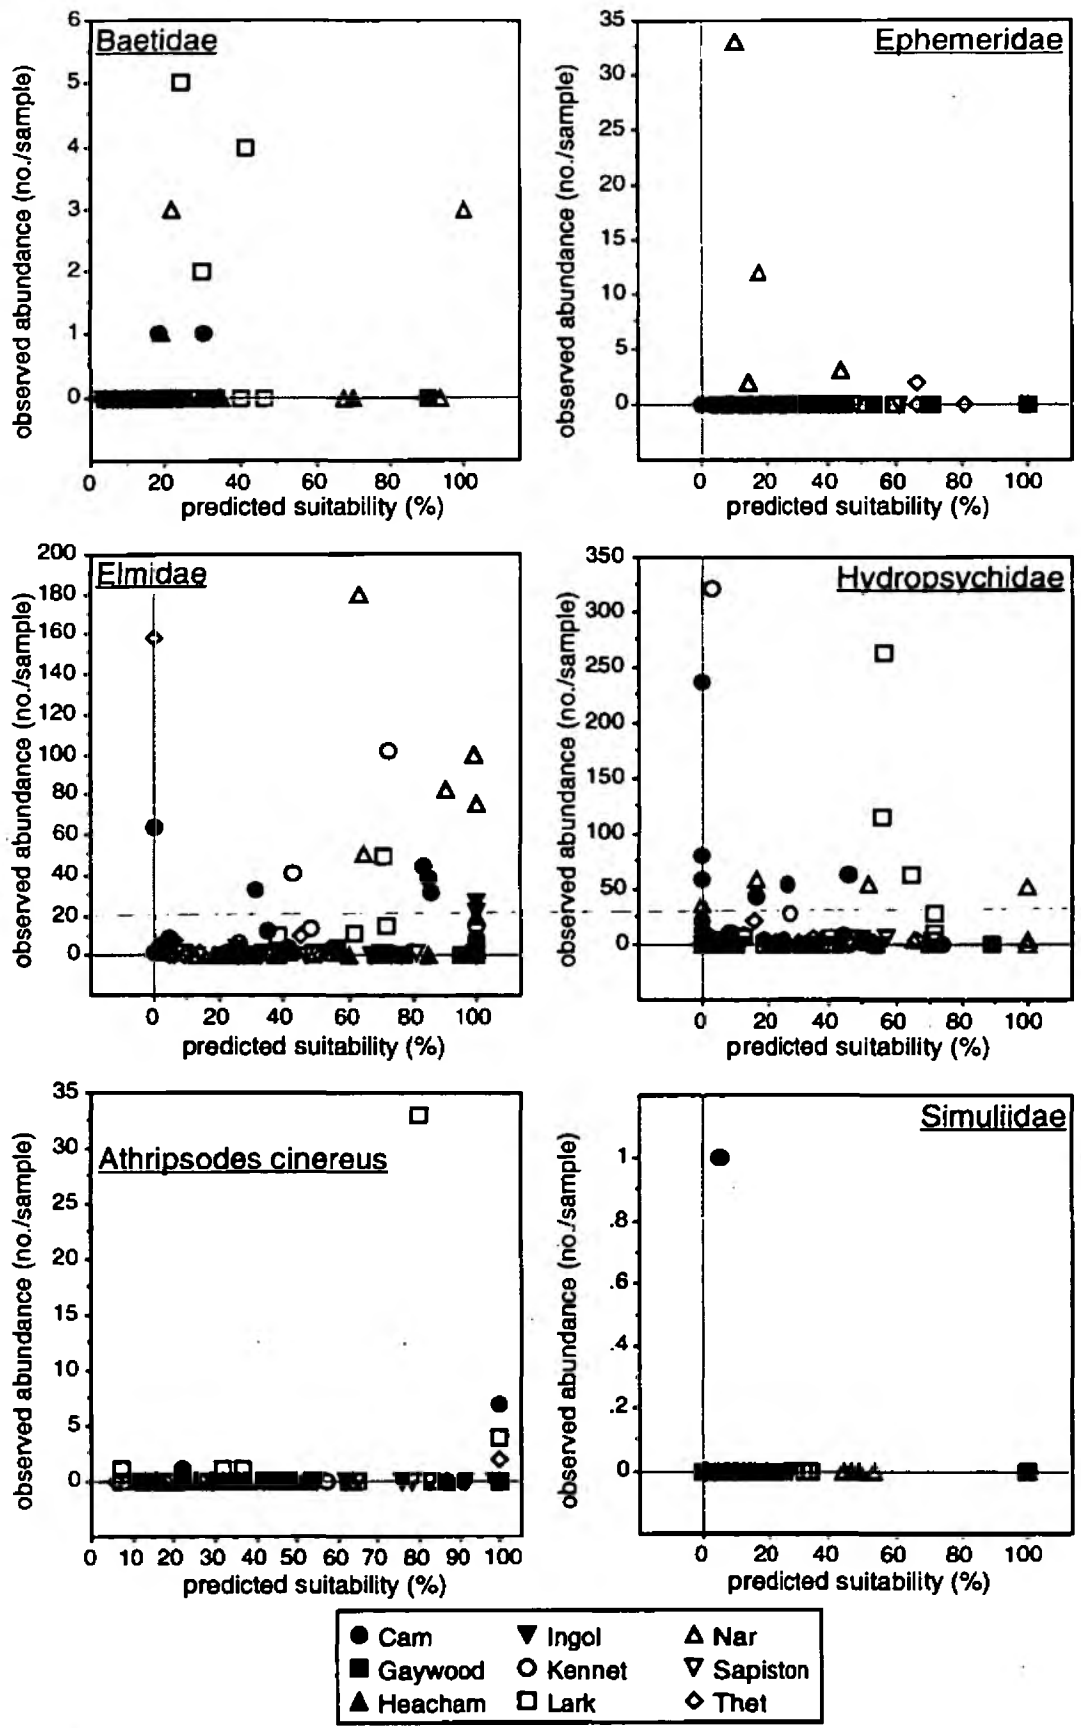 Baetidae
observed abundance (no./sample)
6
5
4
3
2
1
0
0 20 40 60 80 100
predicted suitability (%)
Ephemeridae
observed abundance (no./sample)
35
30
25
20
15
10
5
0
0 20 40 60 80 100
predicted suitability (%)
Elmidae
observed abundance (no./sample)
200
180
160
140
120
100
80
60
40
20
0
0 20 40 60 80 100
predicted suitability (%)
Hydropsychidae
observed abundance (no./sample)
350
300
250
200
150
100
50
0
0 20 40 60 80 100
predicted suitability (%)
Athripsodes cinereus
observed abundance (no./sample)
35
30
25
20
15
10
5
0
0 10 20 30 40 50 60 70 80 90 100
predicted suitability (%)
Simuliidae
observed abundance (no./sample)
1
.8
.6
.4
.2
0
0 20 40 60 80 100
predicted suitability (%)
Cam Ingol Nar
Gaywood Kennet Sapiston
Heacham Lark Thet